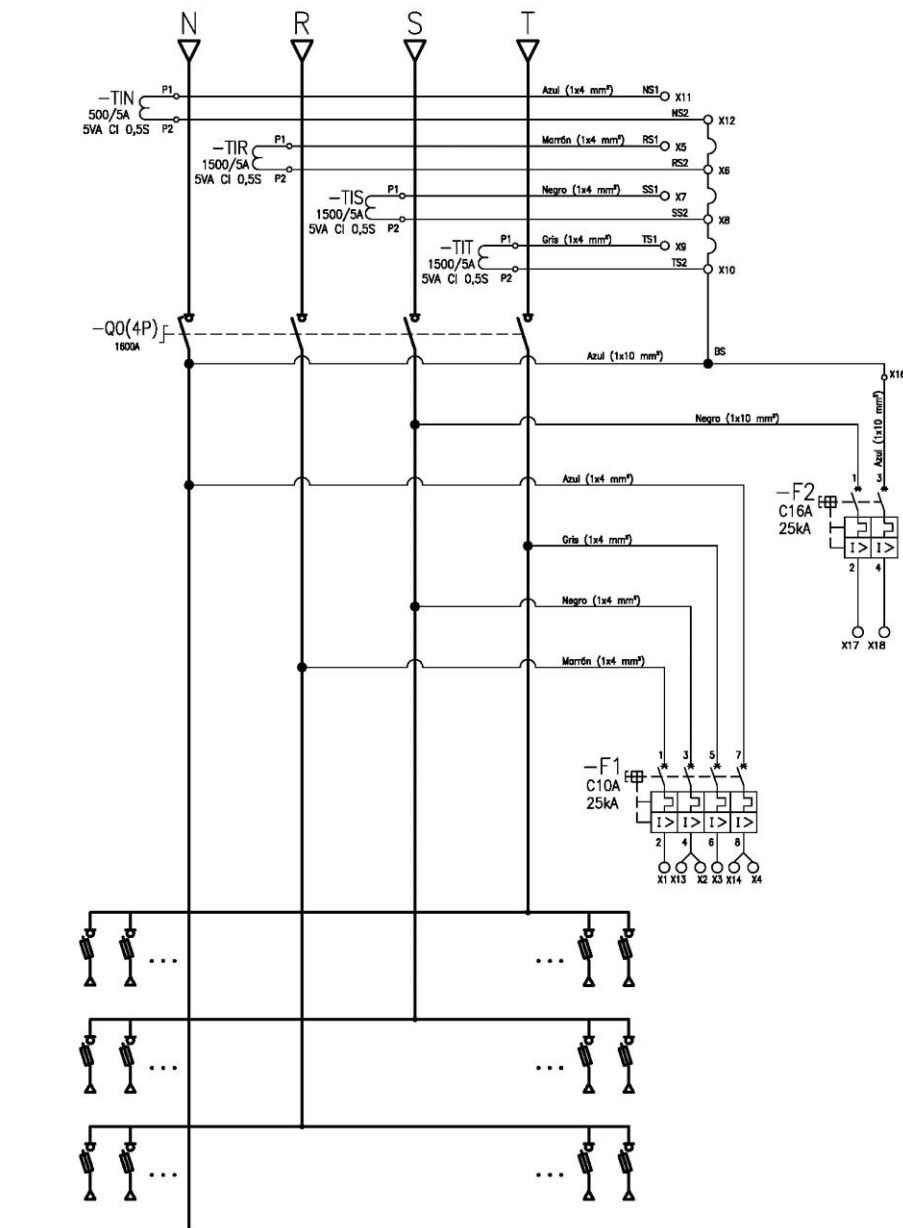 N R S T
-TIN P1 Azul (1x4 mm²) NS1 X11
500/5A
5VA Cl 0,5S P2 NS2 X12
-TIR P1 Marrón (1x4 mm²) RS1 X5
1500/5A
5VA Cl 0,5S P2 RS2 X6
-TIS P1 Negro (1x4 mm²) SS1 X7
1500/5A
5VA Cl 0,5S P2 SS2 X8
-TIT P1 Gris (1x4 mm²) TS1 X9
1500/5A
5VA Cl 0,5S P2 TS2 X10
-Q0(4P)
1600A
Azul (1x10 mm²) BS
X16
Negro (1x10 mm²)
Azul (1x10 mm²)
Azul (1x4 mm²)
1 3
-F2
C16A
25kA
I> I>
2 4
Gris (1x4 mm²)
Negro (1x4 mm²)
X17 X18
Marrón (1x4 mm²)
1 3 5 7
-F1
C10A
25kA
I> I> I> I>
2 4 6 8
X1 X13 X2 X3 X14 X4
... ...
... ...
... ...